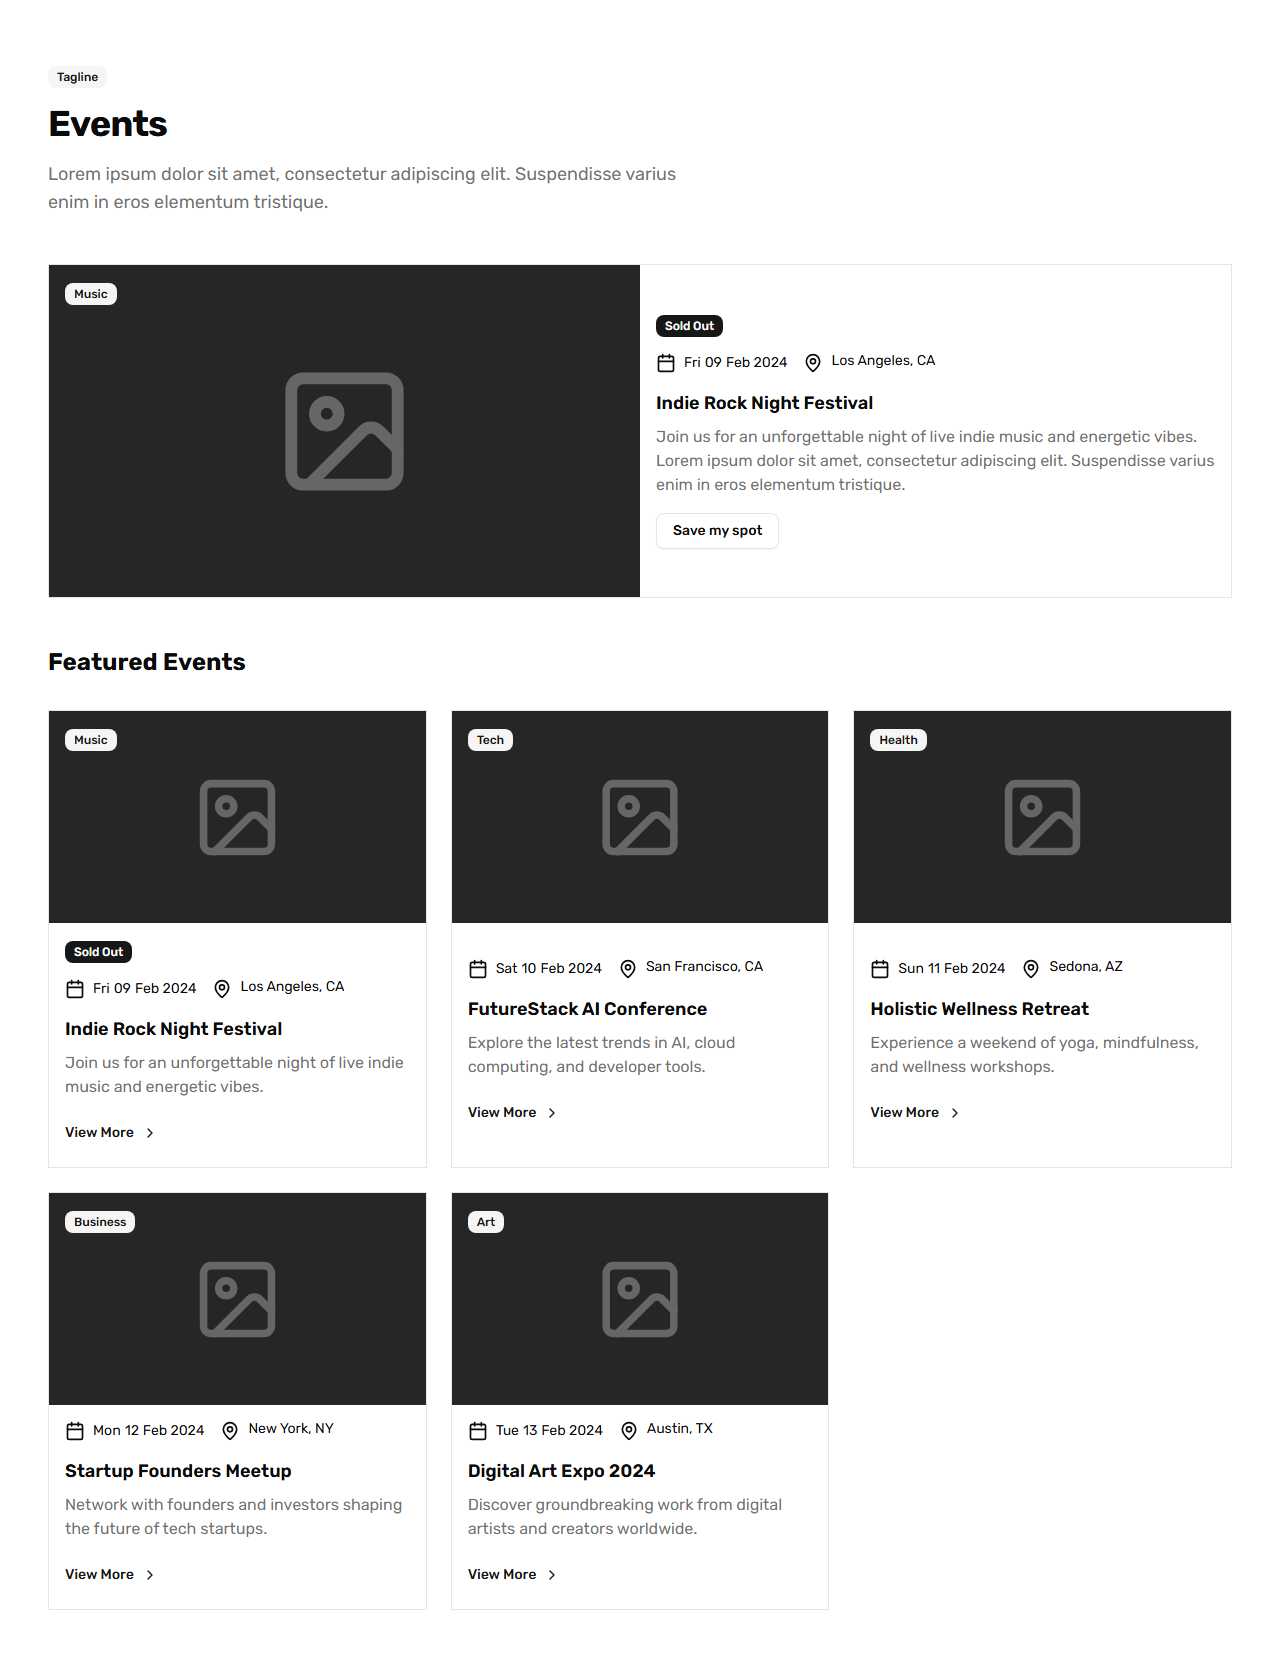 Tagline
Events
Lorem ipsum dolor sit amet, consectetur adipiscing elit. Suspendisse varius
enim in eros elementum tristique.
Music
Sold Out
Fri 09 Feb 2024 Los Angeles, CA
Indie Rock Night Festival
Join us for an unforgettable night of live indie music and energetic vibes.
Lorem ipsum dolor sit amet, consectetur adipiscing elit. Suspendisse varius
enim in eros elementum tristique.
Save my spot
Featured Events
Music
Sold Out
Fri 09 Feb 2024 Los Angeles, CA
Indie Rock Night Festival
Join us for an unforgettable night of live indie
music and energetic vibes.
View More
Tech
Sat 10 Feb 2024 San Francisco, CA
FutureStack AI Conference
Explore the latest trends in AI, cloud
computing, and developer tools.
View More
Health
Sun 11 Feb 2024 Sedona, AZ
Holistic Wellness Retreat
Experience a weekend of yoga, mindfulness,
and wellness workshops.
View More
Business
Mon 12 Feb 2024 New York, NY
Startup Founders Meetup
Network with founders and investors shaping
the future of tech startups.
View More
Art
Tue 13 Feb 2024 Austin, TX
Digital Art Expo 2024
Discover groundbreaking work from digital
artists and creators worldwide.
View More